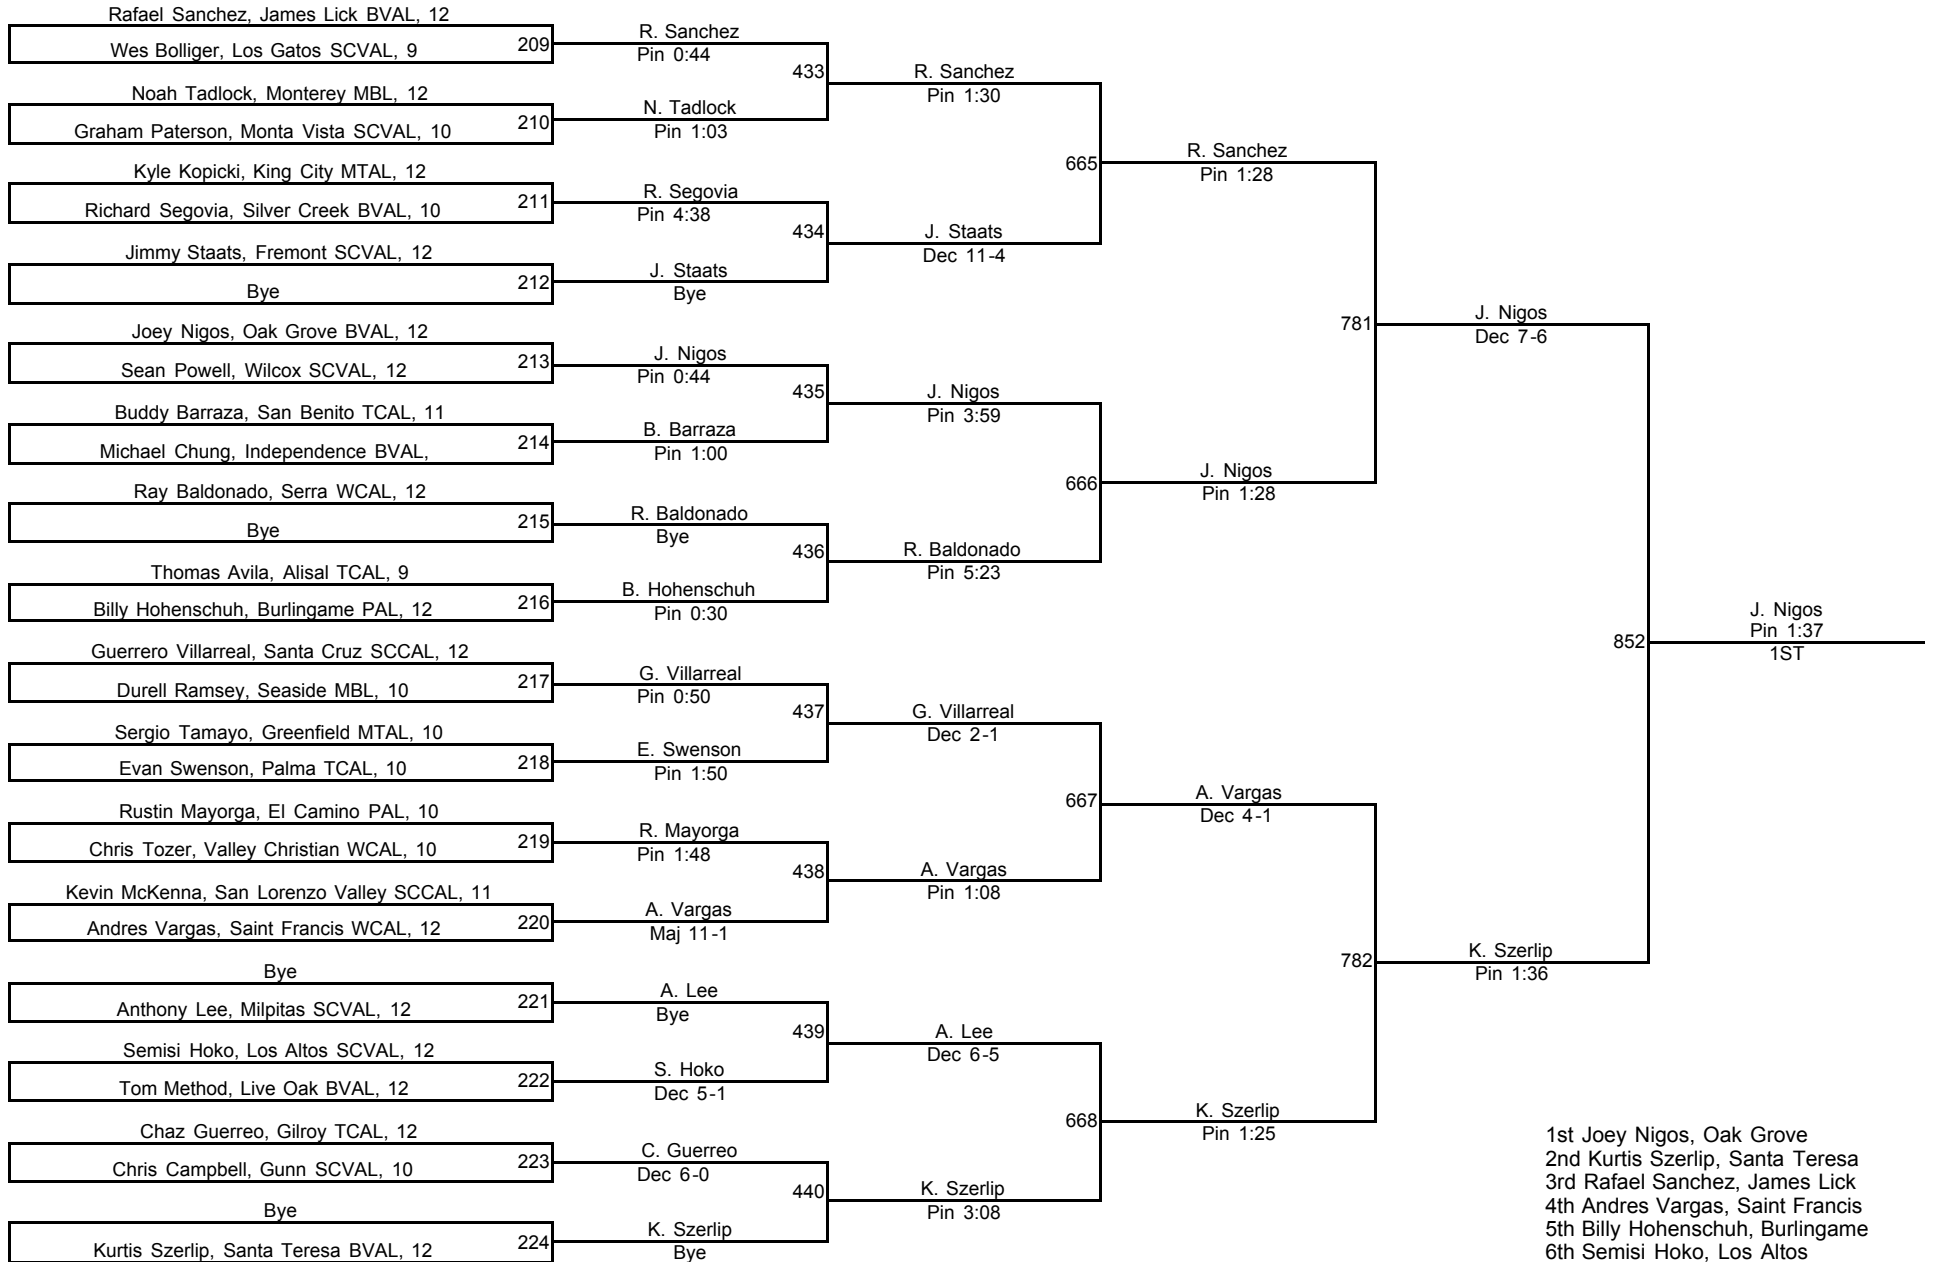 Rafael Sanchez, James Lick BVAL, 12
209
Wes Bolliger, Los Gatos SCVAL, 9
Noah Tadlock, Monterey MBL, 12
210
Graham Paterson, Monta Vista SCVAL, 10
Kyle Kopicki, King City MTAL, 12
211
Richard Segovia, Silver Creek BVAL, 10
Jimmy Staats, Fremont SCVAL, 12
212
Bye
Joey Nigos, Oak Grove BVAL, 12
213
Sean Powell, Wilcox SCVAL, 12
Buddy Barraza, San Benito TCAL, 11
214
Michael Chung, Independence BVAL,
Ray Baldonado, Serra WCAL, 12
215
Bye
Thomas Avila, Alisal TCAL, 9
216
Billy Hohenschuh, Burlingame PAL, 12
Guerrero Villarreal, Santa Cruz SCCAL, 12
217
Durell Ramsey, Seaside MBL, 10
Sergio Tamayo, Greenfield MTAL, 10
218
Evan Swenson, Palma TCAL, 10
Rustin Mayorga, El Camino PAL, 10
219
Chris Tozer, Valley Christian WCAL, 10
Kevin McKenna, San Lorenzo Valley SCCAL, 11
220
Andres Vargas, Saint Francis WCAL, 12
Bye
221
Anthony Lee, Milpitas SCVAL, 12
Semisi Hoko, Los Altos SCVAL, 12
222
Tom Method, Live Oak BVAL, 12
Chaz Guerreo, Gilroy TCAL, 12
223
Chris Campbell, Gunn SCVAL, 10
Bye
224
Kurtis Szerlip, Santa Teresa BVAL, 12
R. Sanchez
Pin 0:44
433
N. Tadlock
Pin 1:03
R. Segovia
Pin 4:38
434
J. Staats
Bye
J. Nigos
Pin 0:44
435
B. Barraza
Pin 1:00
R. Baldonado
Bye
436
B. Hohenschuh
Pin 0:30
G. Villarreal
Pin 0:50
437
E. Swenson
Pin 1:50
R. Mayorga
Pin 1:48
438
A. Vargas
Maj 11-1
A. Lee
Bye
439
S. Hoko
Dec 5-1
C. Guerreo
Dec 6-0
440
K. Szerlip
Bye
R. Sanchez
Pin 1:30
665
J. Staats
Dec 11-4
J. Nigos
Pin 3:59
666
R. Baldonado
Pin 5:23
G. Villarreal
Dec 2-1
667
A. Vargas
Pin 1:08
A. Lee
Dec 6-5
668
K. Szerlip
Pin 3:08
R. Sanchez
Pin 1:28
781
J. Nigos
Pin 1:28
A. Vargas
Dec 4-1
782
K. Szerlip
Pin 1:25
J. Nigos
Dec 7-6
852
K. Szerlip
Pin 1:36
J. Nigos
Pin 1:37
1ST
1st Joey Nigos, Oak Grove
2nd Kurtis Szerlip, Santa Teresa
3rd Rafael Sanchez, James Lick
4th Andres Vargas, Saint Francis
5th Billy Hohenschuh, Burlingame
6th Semisi Hoko, Los Altos